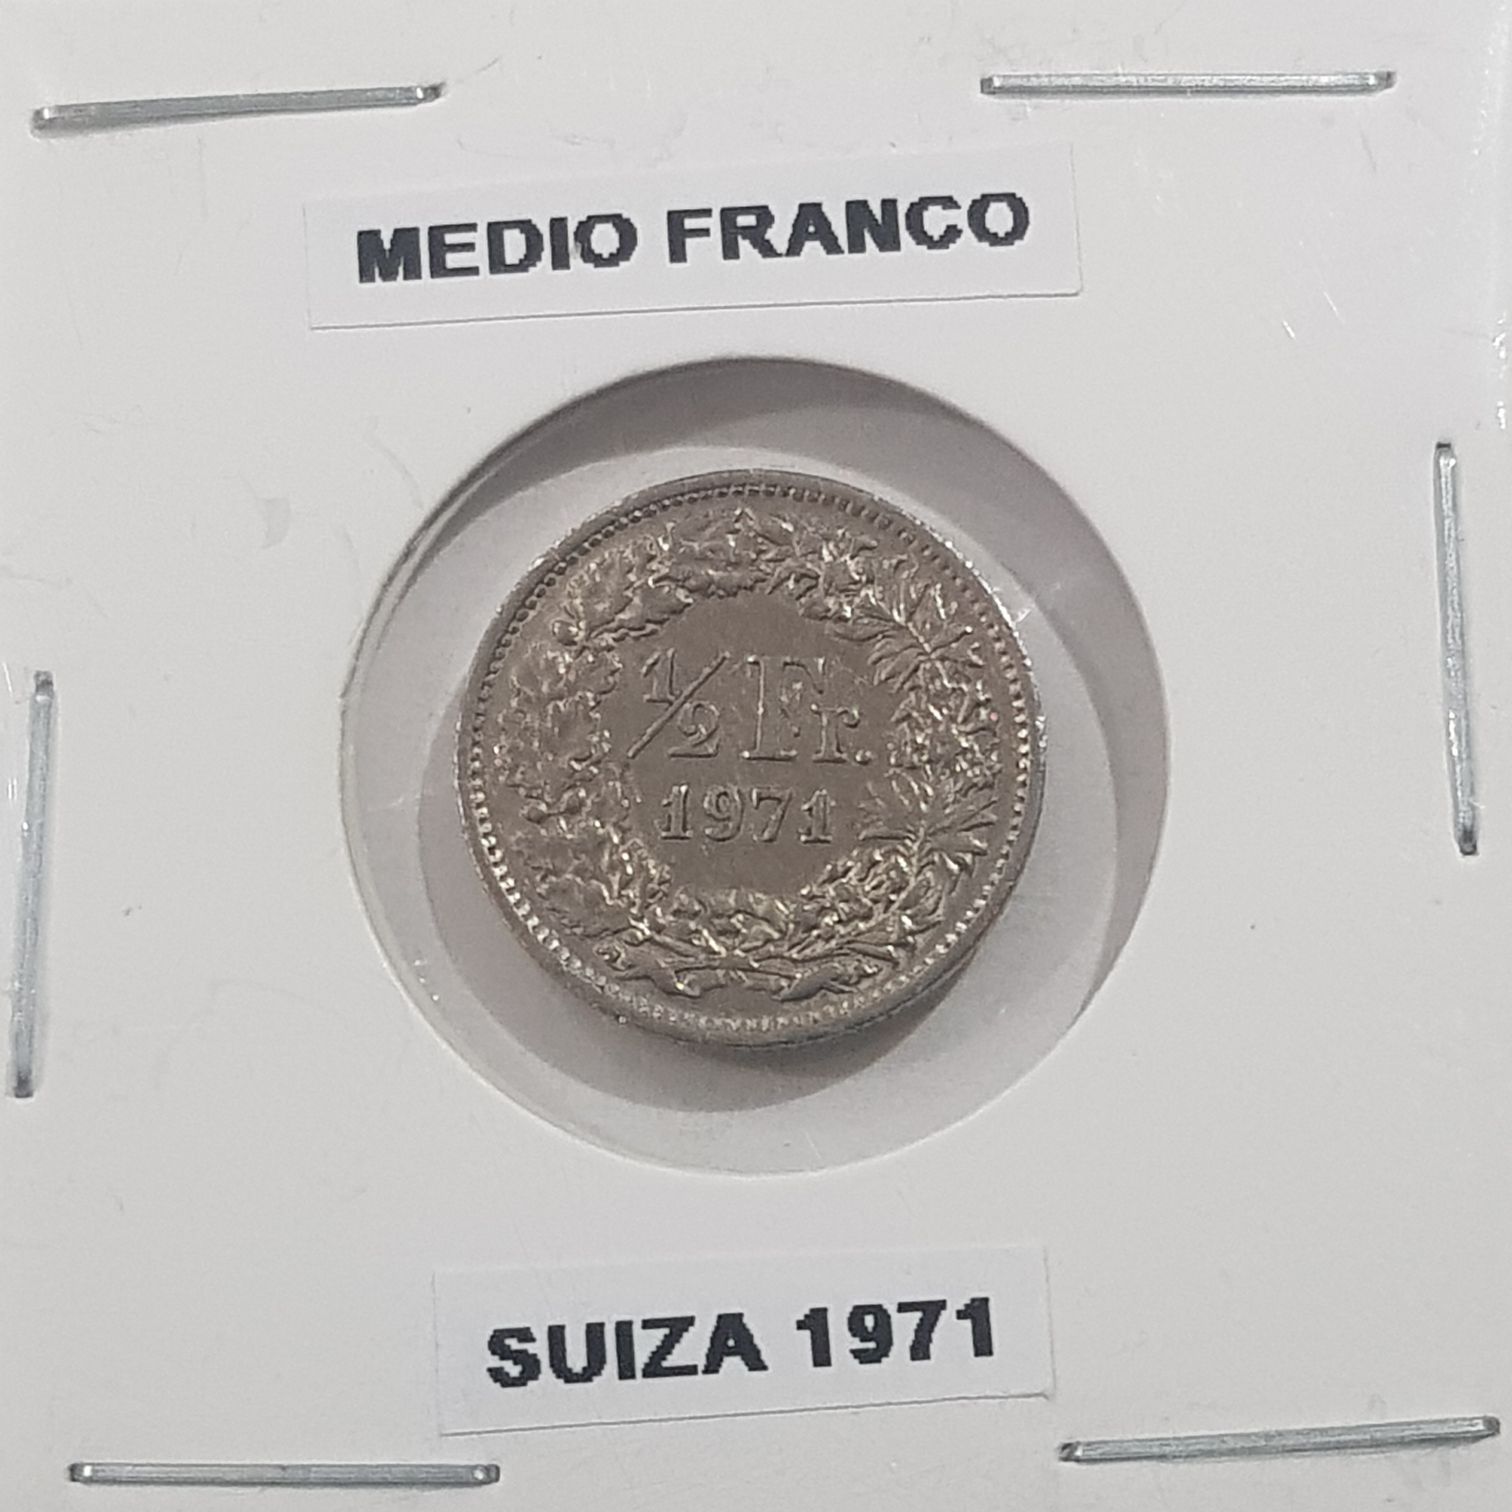 MEDIO FRANCO
½ Fr.
1971
SUIZA 1971